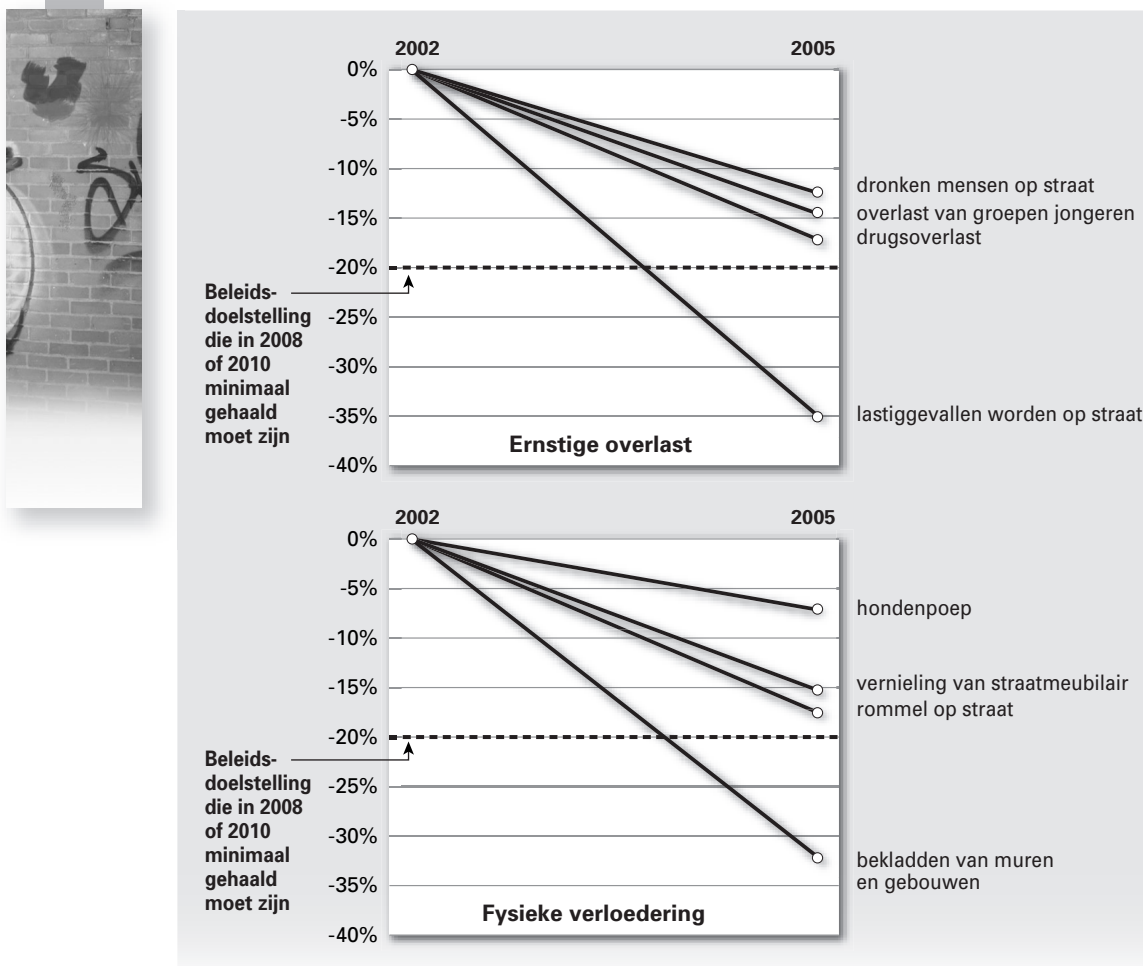 2002 2005
0%
-5%
-10%
-15%
-20%
-25%
-30%
-35%
-40%
dronken mensen op straat
overlast van groepen jongeren
drugsoverlast
lastiggevallen worden op straat
Beleids-
doelstelling
die in 2008
of 2010
minimaal
gehaald
moet zijn
Ernstige overlast
2002 2005
0%
-5%
-10%
-15%
-20%
-25%
-30%
-35%
-40%
hondenpoep
vernieling van straatmeubilair
rommel op straat
bekladden van muren
en gebouwen
Beleids-
doelstelling
die in 2008
of 2010
minimaal
gehaald
moet zijn
Fysieke verloedering